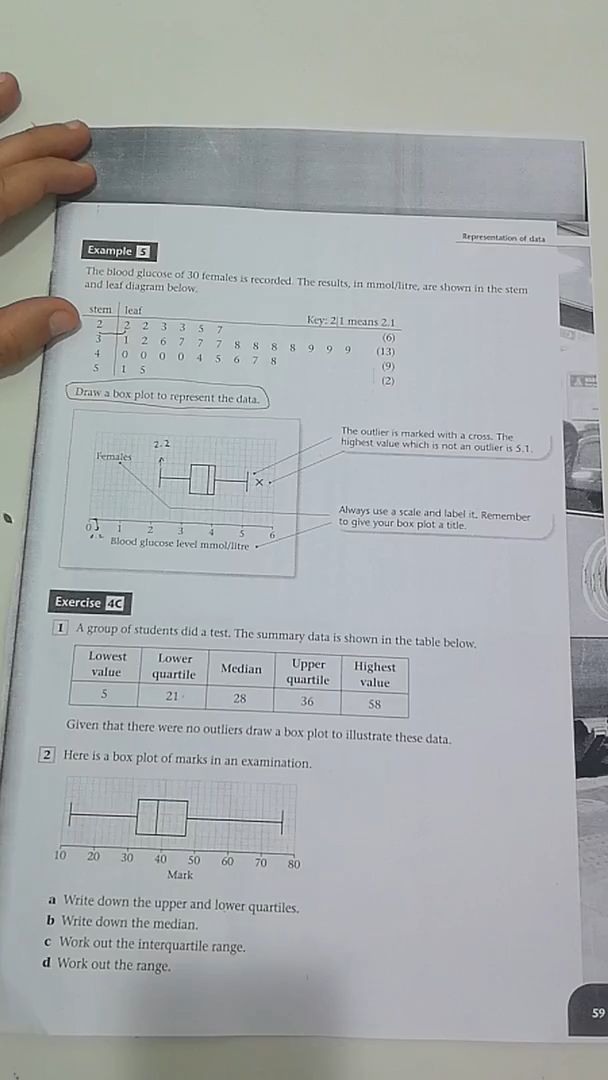 Representation of data
Example 5
The blood glucose of 30 females is recorded. The results, in mmol/litre, are shown in the stem
and leaf diagram below.
stem leaf Key: 2|1 means 2.1
2 2 2 3 3 5 7 (6)
3 1 2 6 7 7 7 8 8 8 8 9 9 9 (13)
4 0 0 0 0 4 5 6 7 8 (9)
5 1 5 (2)
Draw a box plot to represent the data.
The outlier is marked with a cross. The
highest value which is not an outlier is 5.1.
2.2
Females
Always use a scale and label it. Remember
to give your box plot a title.
0 1 2 3 4 5 6
Blood glucose level mmol/litre
Exercise 4C
1 A group of students did a test. The summary data is shown in the table below.
Lowest value Lower quartile Median Upper quartile Highest value
5 21 28 36 58
Given that there were no outliers draw a box plot to illustrate these data.
2 Here is a box plot of marks in an examination.
10 20 30 40 50 60 70 80
Mark
a Write down the upper and lower quartiles.
b Write down the median.
c Work out the interquartile range.
d Work out the range.
59